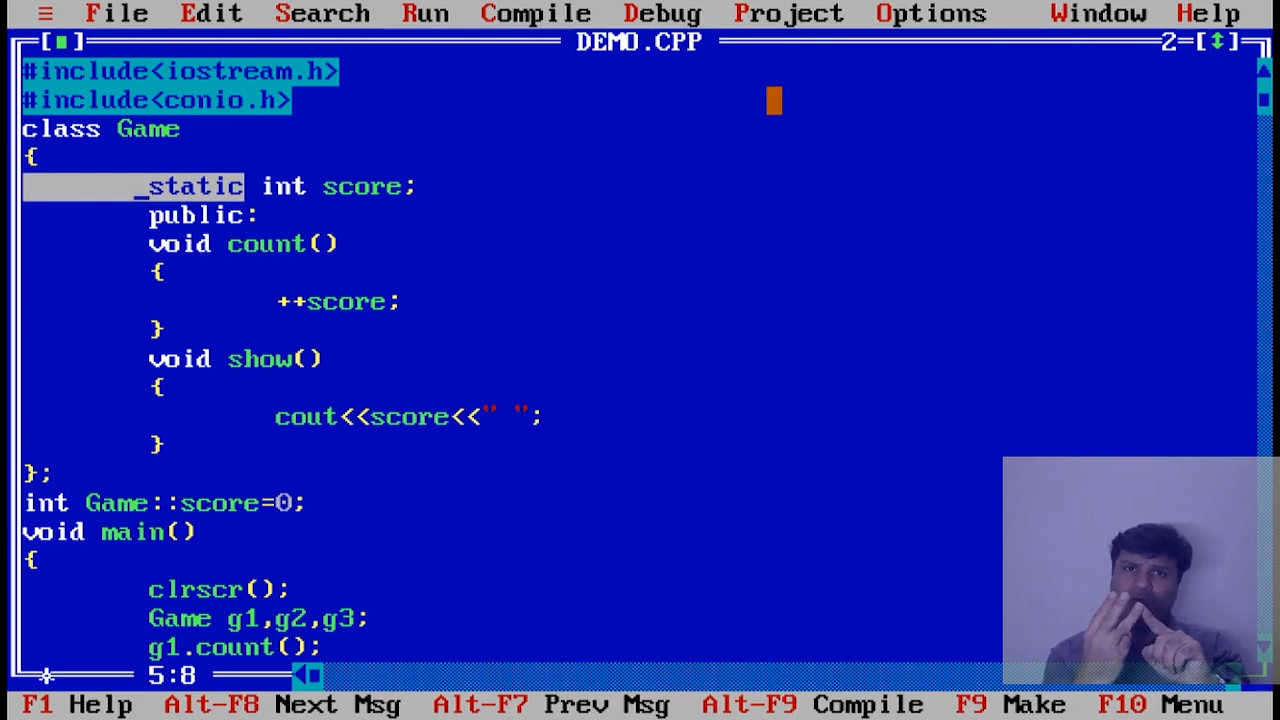 ≡ File Edit Search Run Compile Debug Project Options Window Help
[■] DEMO.CPP 2=[↕]
#include<iostream.h>
#include<conio.h>
class Game
{
_static int score;
public:
void count()
{
++score;
}
void show()
{
cout<<score<<" ";
}
};
int Game::score=0;
void main()
{
clrscr();
Game g1,g2,g3;
g1.count();
5:8
F1 Help Alt-F8 Next Msg Alt-F7 Prev Msg Alt-F9 Compile F9 Make F10 Menu